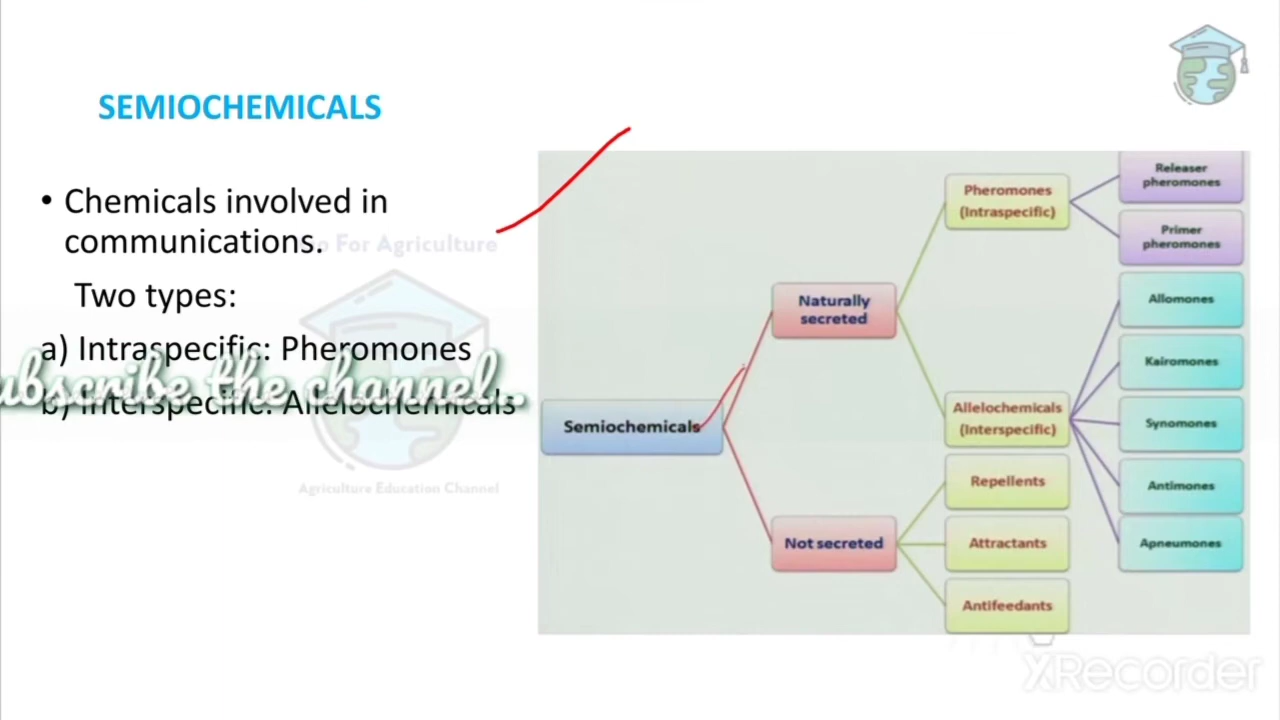 SEMIOCHEMICALS
• Chemicals involved in
communications.
For Agriculture
Two types:
a) Intraspecific: Pheromones
subscribe the channel...
b) Interspecific: Allelochemicals
Agriculture Education Channel
Semiochemicals
Naturally
secreted
Not secreted
Pheromones
(Intraspecific)
Allelochemicals
(Interspecific)
Repellents
Attractants
Antifeedants
Releaser
pheromones
Primer
pheromones
Allomones
Kairomones
Synomones
Antimones
Apneumones
XRecorder